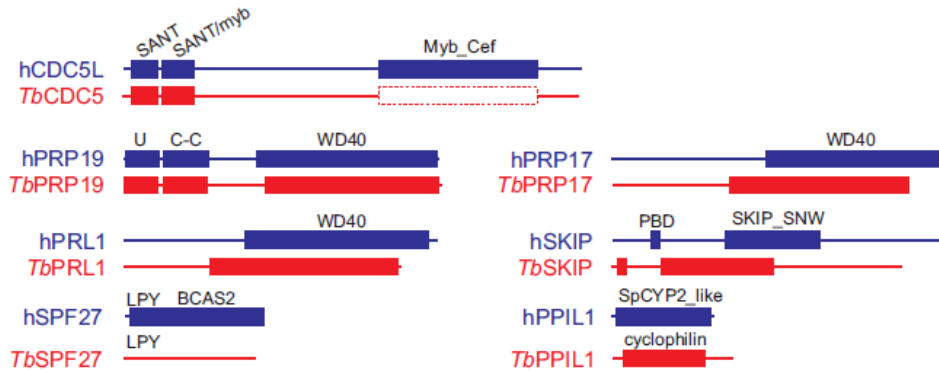 SANT SANT/myb Myb_Cef
hCDC5L
TbCDC5
U C-C WD40
hPRP19
TbPRP19
WD40
hPRP17
TbPRP17
WD40
hPRL1
TbPRL1
PBD SKIP_SNW
hSKIP
TbSKIP
LPY BCAS2
hSPF27
LPY
TbSPF27
SpCYP2_like
hPPIL1
cyclophilin
TbPPIL1